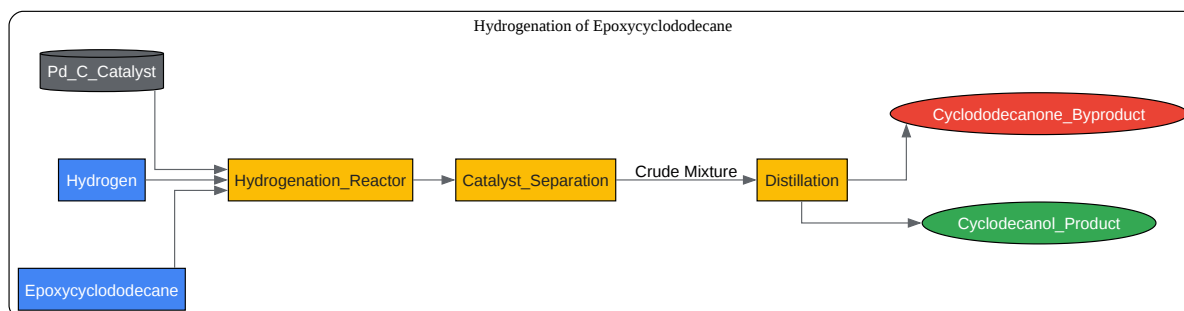 Hydrogenation of Epoxycyclododecane
Pd_C_Catalyst
Hydrogen
Epoxycyclododecane
Hydrogenation_Reactor
Catalyst_Separation
Crude Mixture
Distillation
Cyclododecanone_Byproduct
Cyclodecanol_Product